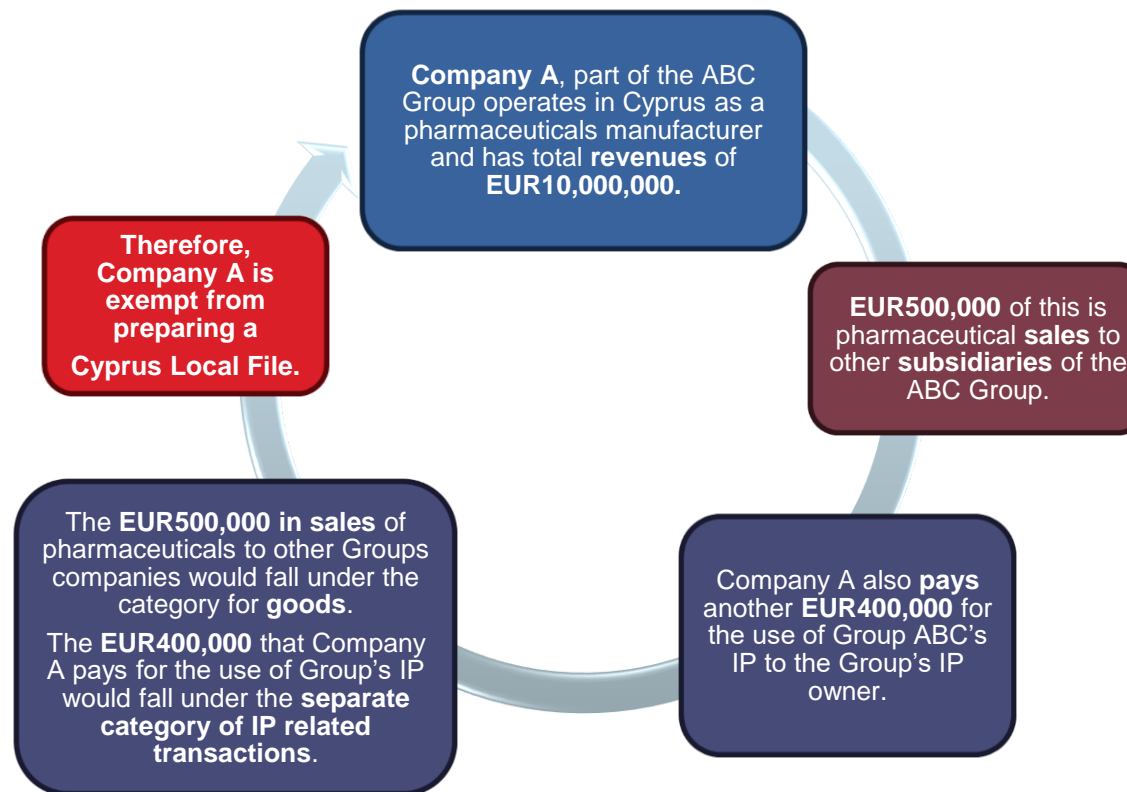 Company A, part of the ABC
Group operates in Cyprus as a
pharmaceuticals manufacturer
and has total revenues of
EUR10,000,000.
EUR500,000 of this is
pharmaceutical sales to
other subsidiaries of the
ABC Group.
Company A also pays
another EUR400,000 for
the use of Group ABC's
IP to the Group's IP
owner.
The EUR500,000 in sales of
pharmaceuticals to other Groups
companies would fall under the
category for goods.
The EUR400,000 that Company
A pays for the use of Group's IP
would fall under the separate
category of IP related
transactions.
Therefore,
Company A is
exempt from
preparing a
Cyprus Local File.